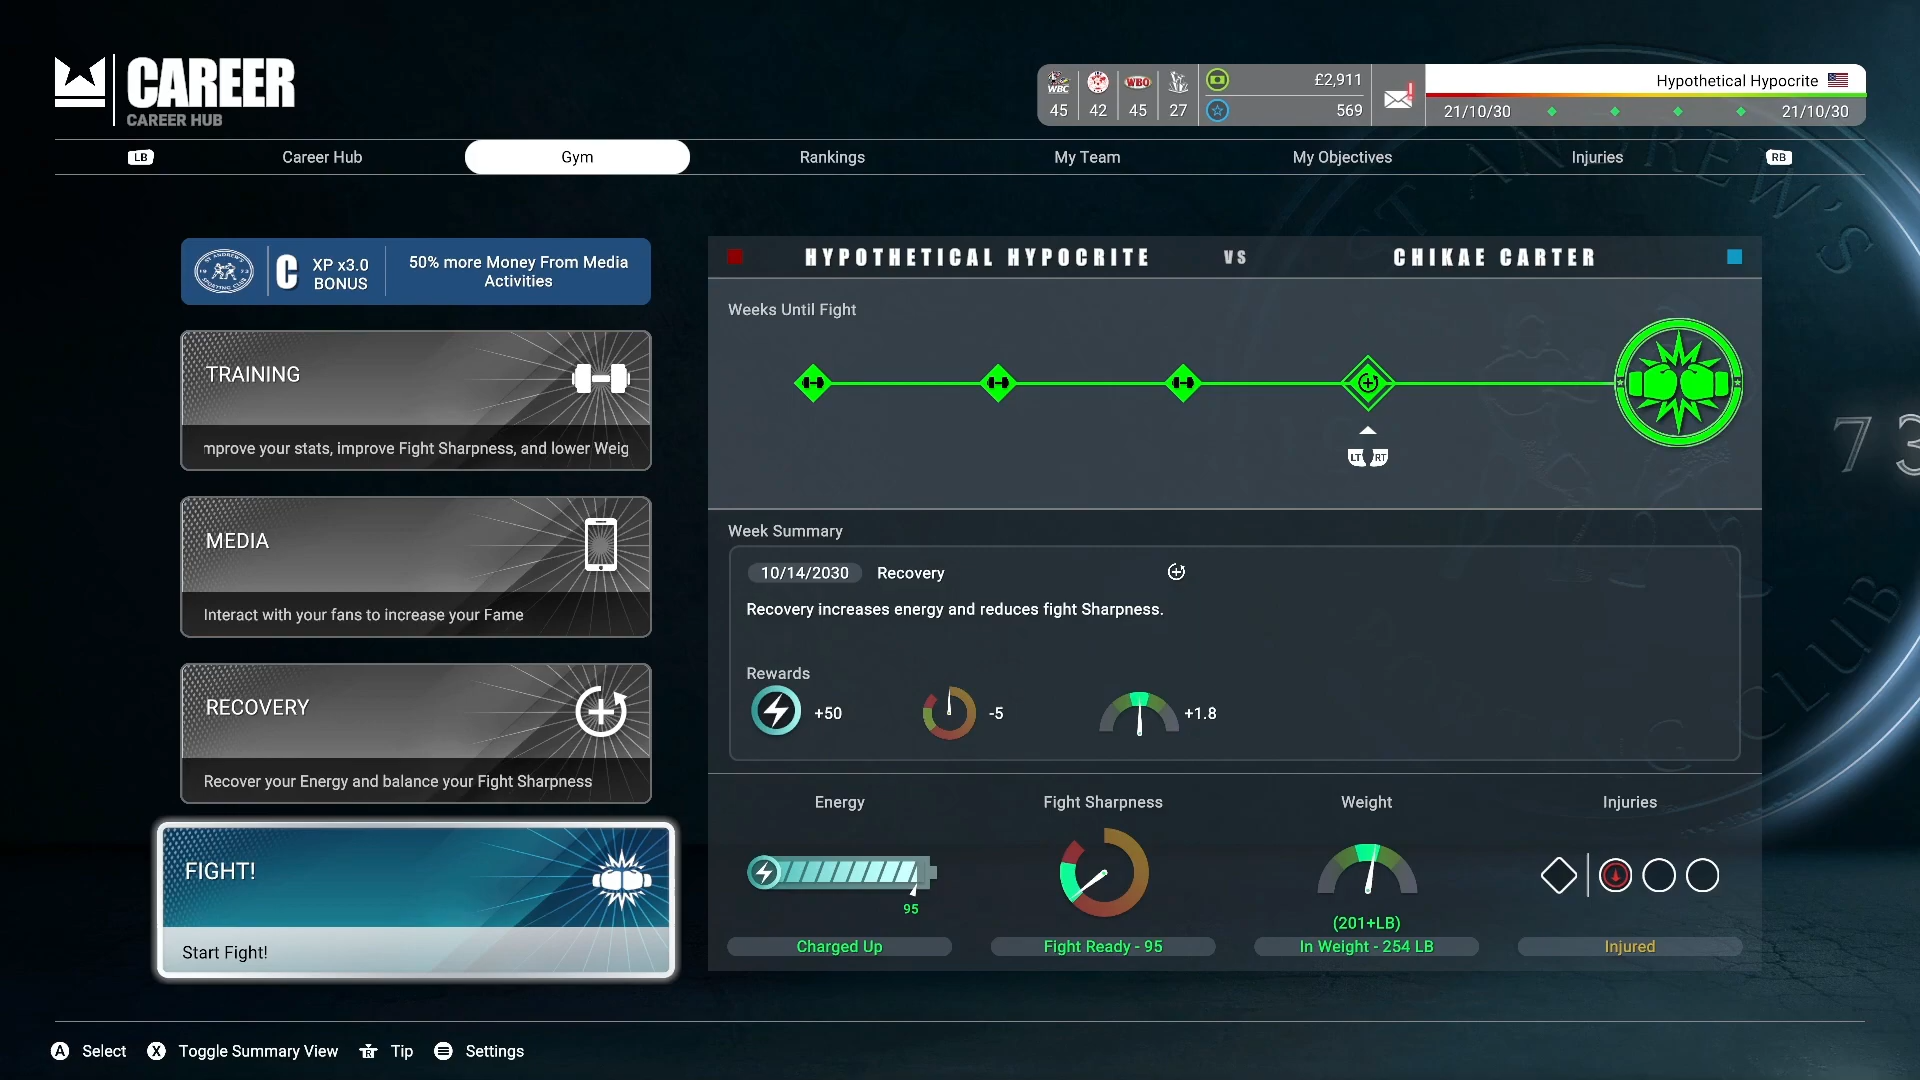 CAREER
CAREER HUB
WBC
WBO
45
42
45
27
£2,911
569
Hypothetical Hypocrite
21/10/30
21/10/30
LB
Career Hub
Gym
Rankings
My Team
My Objectives
Injuries
RB
C
XP x3.0
BONUS
50% more Money From Media
Activities
TRAINING
mprove your stats, improve Fight Sharpness, and lower Weig
MEDIA
Interact with your fans to increase your Fame
RECOVERY
Recover your Energy and balance your Fight Sharpness
FIGHT!
Start Fight!
HYPOTHETICAL HYPOCRITE
VS
CHIKAE CARTER
Weeks Until Fight
LT RT
Week Summary
10/14/2030 Recovery
Recovery increases energy and reduces fight Sharpness.
Rewards
+50
-5
+1.8
Energy
95
Charged Up
Fight Sharpness
Fight Ready - 95
Weight
(201+LB)
In Weight - 254 LB
Injuries
Injured
ST ANDREW'S
73
CLUB
A Select
X Toggle Summary View
R Tip
Settings